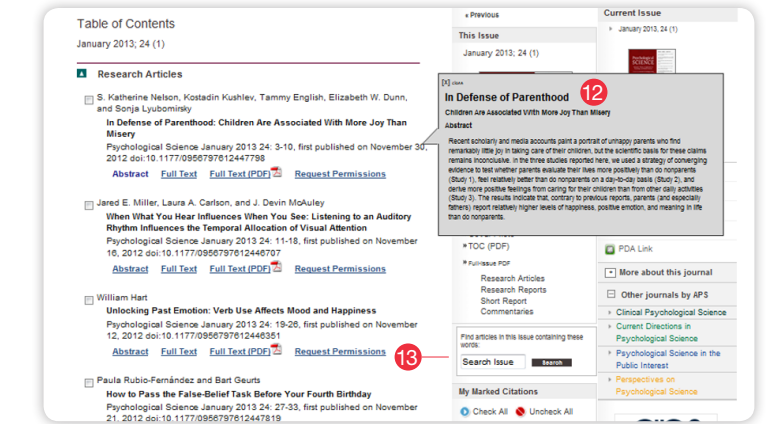 Table of Contents
January 2013; 24 (1)
Research Articles
S. Katherine Nelson, Kostadin Kushlev, Tammy English, Elizabeth W. Dunn,
and Sonja Lyubomirsky
In Defense of Parenthood: Children Are Associated With More Joy Than
Misery
Psychological Science January 2013 24: 3-10, first published on November 30,
2012 doi:10.1177/0956797612447798
Abstract Full Text Full Text (PDF) Request Permissions
Jared E. Miller, Laura A. Carlson, and J. Devin McAuley
When What You Hear Influences When You See: Listening to an Auditory
Rhythm Influences the Temporal Allocation of Visual Attention
Psychological Science January 2013 24: 11-18, first published on November
16, 2012 doi:10.1177/0956797612446707
Abstract Full Text Full Text (PDF) Request Permissions
William Hart
Unlocking Past Emotion: Verb Use Affects Mood and Happiness
Psychological Science January 2013 24: 19-26, first published on November
12, 2012 doi:10.1177/0956797612446351
Abstract Full Text Full Text (PDF) Request Permissions
13
Paula Rubio-Fernández and Bart Geurts
How to Pass the False-Belief Task Before Your Fourth Birthday
Psychological Science January 2013 24: 27-33, first published on November
21, 2012 doi:10.1177/0956797612447819
« Previous
This Issue
January 2013; 24 (1)
[X] close
12
In Defense of Parenthood
Children Are Associated With More Joy Than Misery
Abstract
Recent scholarly and media accounts paint a portrait of unhappy parents who find
remarkably little joy in taking care of their children, but the scientific basis for these claims
remains inconclusive. In the three studies reported here, we used a strategy of converging
evidence to test whether parents evaluate their lives more positively than do nonparents
(Study 1), feel relatively better than do nonparents on a day-to-day basis (Study 2), and
derive more positive feelings from caring for their children than from other daily activities
(Study 3). The results indicate that, contrary to previous reports, parents (and especially
fathers) report relatively higher levels of happiness, positive emotion, and meaning in life
than do nonparents.
» TOC (PDF)
» Full-Issue PDF
Research Articles
Research Reports
Short Report
Commentaries
Find articles in this issue containing these
words:
Search Issue Search
My Marked Citations
Check All Uncheck All
Current Issue
January 2013, 24 (1)
PDA Link
More about this journal
Other journals by APS
Clinical Psychological Science
Current Directions in
Psychological Science
Psychological Science in the
Public Interest
Perspectives on
Psychological Science